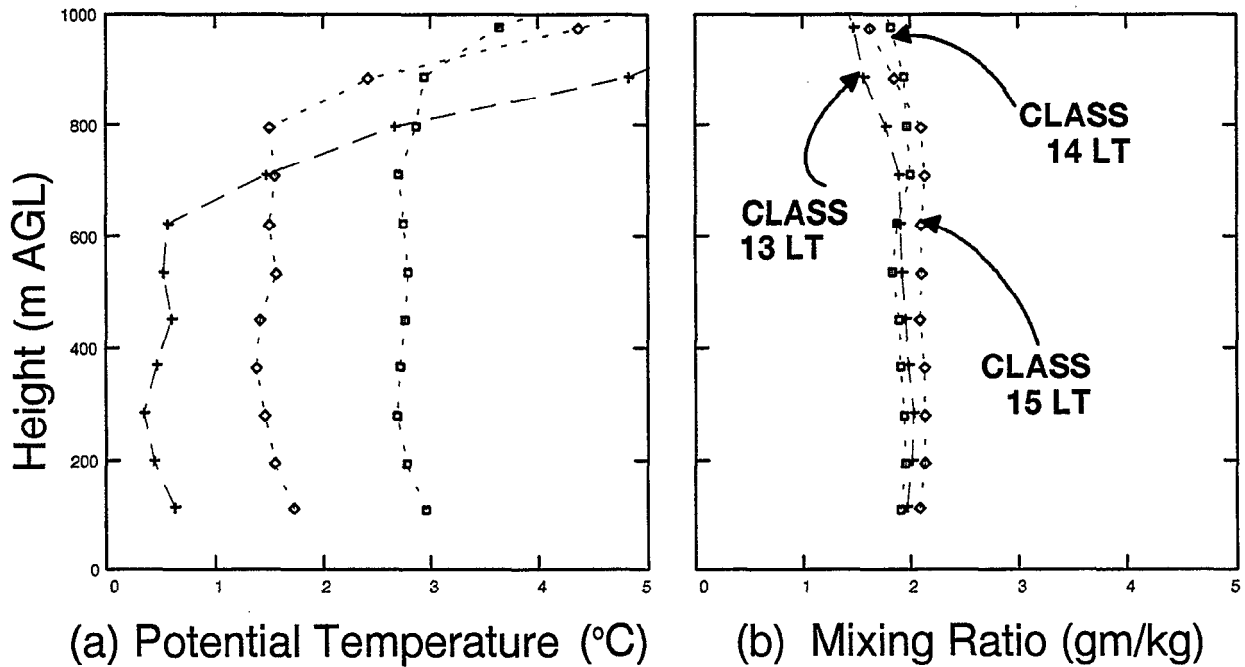 1000
800
600
400
200
0
0 1 2 3 4 5
Height (m AGL)
(a) Potential Temperature (°C)
CLASS
14 LT
CLASS
13 LT
CLASS
15 LT
0 1 2 3 4 5
(b) Mixing Ratio (gm/kg)